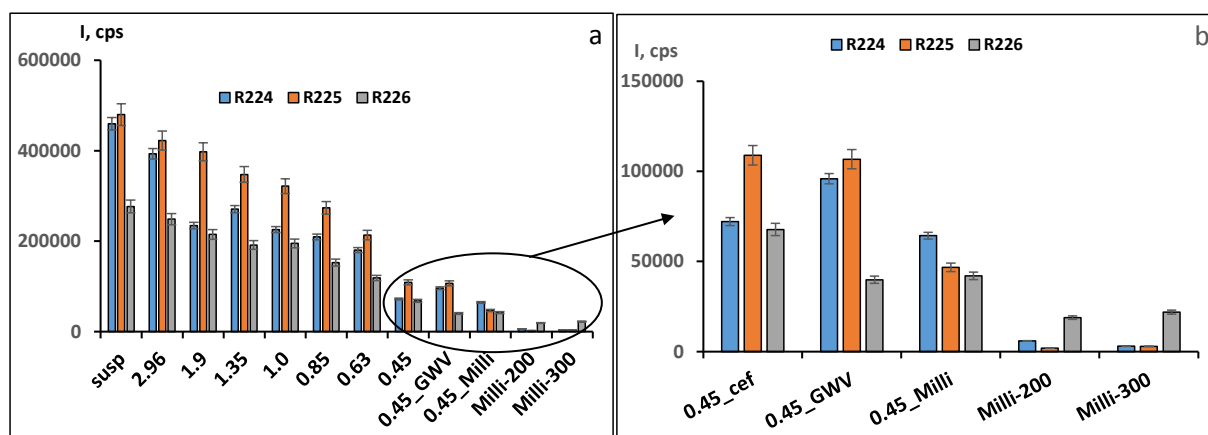 I, cps
a
600000
400000
200000
0
R224 R225 R226
susp 2.96 1.9 1.35 1.0 0.85 0.63 0.45 0.45_GWV 0.45_Milli Milli-200 Milli-300
I, cps
b
R224 R225 R226
150000
100000
50000
0
0.45_cef 0.45_GWV 0.45_Milli Milli-200 Milli-300